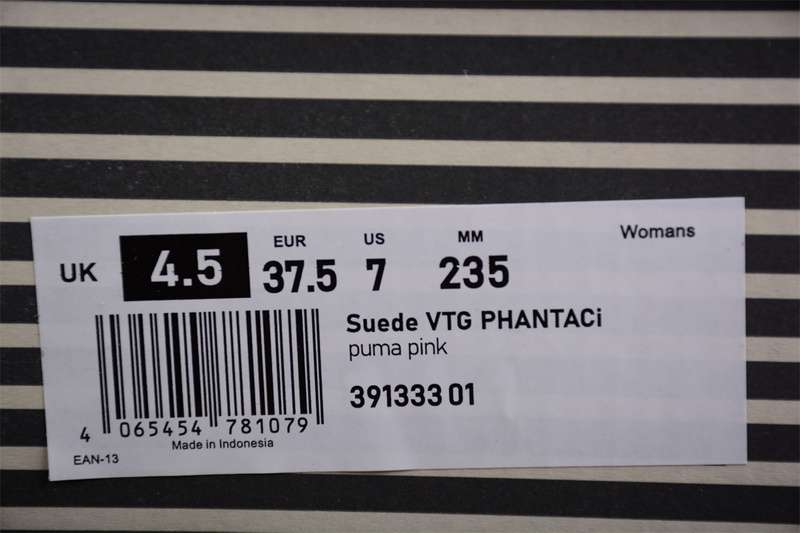 Womans
UK 4.5 EUR 37.5 US 7 MM 235
Suede VTG PHANTACi
puma pink
391333 01
4 065454 781079
Made in Indonesia
EAN-13